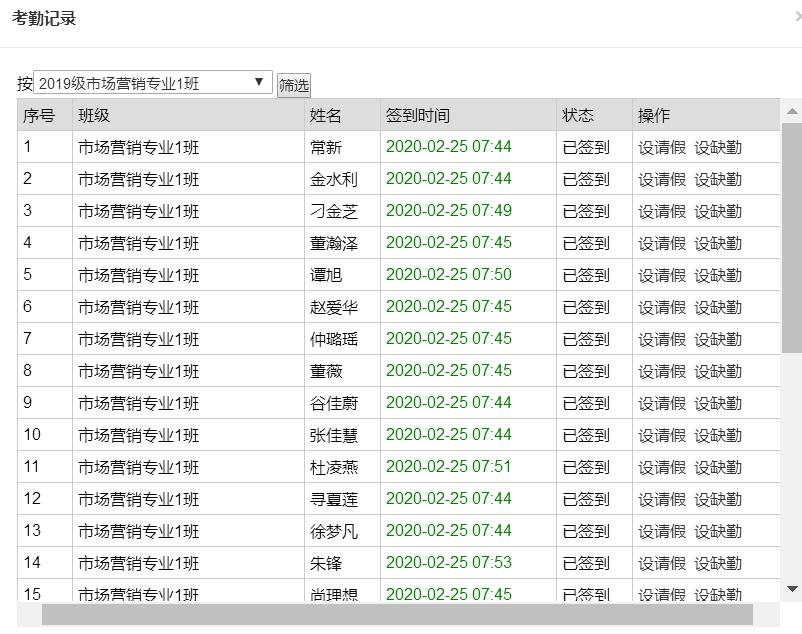 考勤记录 ×
按 2019级市场营销专业1班 ▼ 筛选
序号 班级 姓名 签到时间 状态 操作
1 市场营销专业1班 常新 2020-02-25 07:44 已签到 设请假 设缺勤
2 市场营销专业1班 金水利 2020-02-25 07:44 已签到 设请假 设缺勤
3 市场营销专业1班 刁金芝 2020-02-25 07:49 已签到 设请假 设缺勤
4 市场营销专业1班 董瀚泽 2020-02-25 07:45 已签到 设请假 设缺勤
5 市场营销专业1班 谭旭 2020-02-25 07:50 已签到 设请假 设缺勤
6 市场营销专业1班 赵爱华 2020-02-25 07:45 已签到 设请假 设缺勤
7 市场营销专业1班 仲璐瑶 2020-02-25 07:45 已签到 设请假 设缺勤
8 市场营销专业1班 董薇 2020-02-25 07:45 已签到 设请假 设缺勤
9 市场营销专业1班 谷佳蔚 2020-02-25 07:44 已签到 设请假 设缺勤
10 市场营销专业1班 张佳慧 2020-02-25 07:44 已签到 设请假 设缺勤
11 市场营销专业1班 杜凌燕 2020-02-25 07:51 已签到 设请假 设缺勤
12 市场营销专业1班 寻夏莲 2020-02-25 07:44 已签到 设请假 设缺勤
13 市场营销专业1班 徐梦凡 2020-02-25 07:44 已签到 设请假 设缺勤
14 市场营销专业1班 朱锋 2020-02-25 07:53 已签到 设请假 设缺勤
15 市场营销专业1班 尚理想 2020-02-25 07:45 已签到 设请假 设缺勤